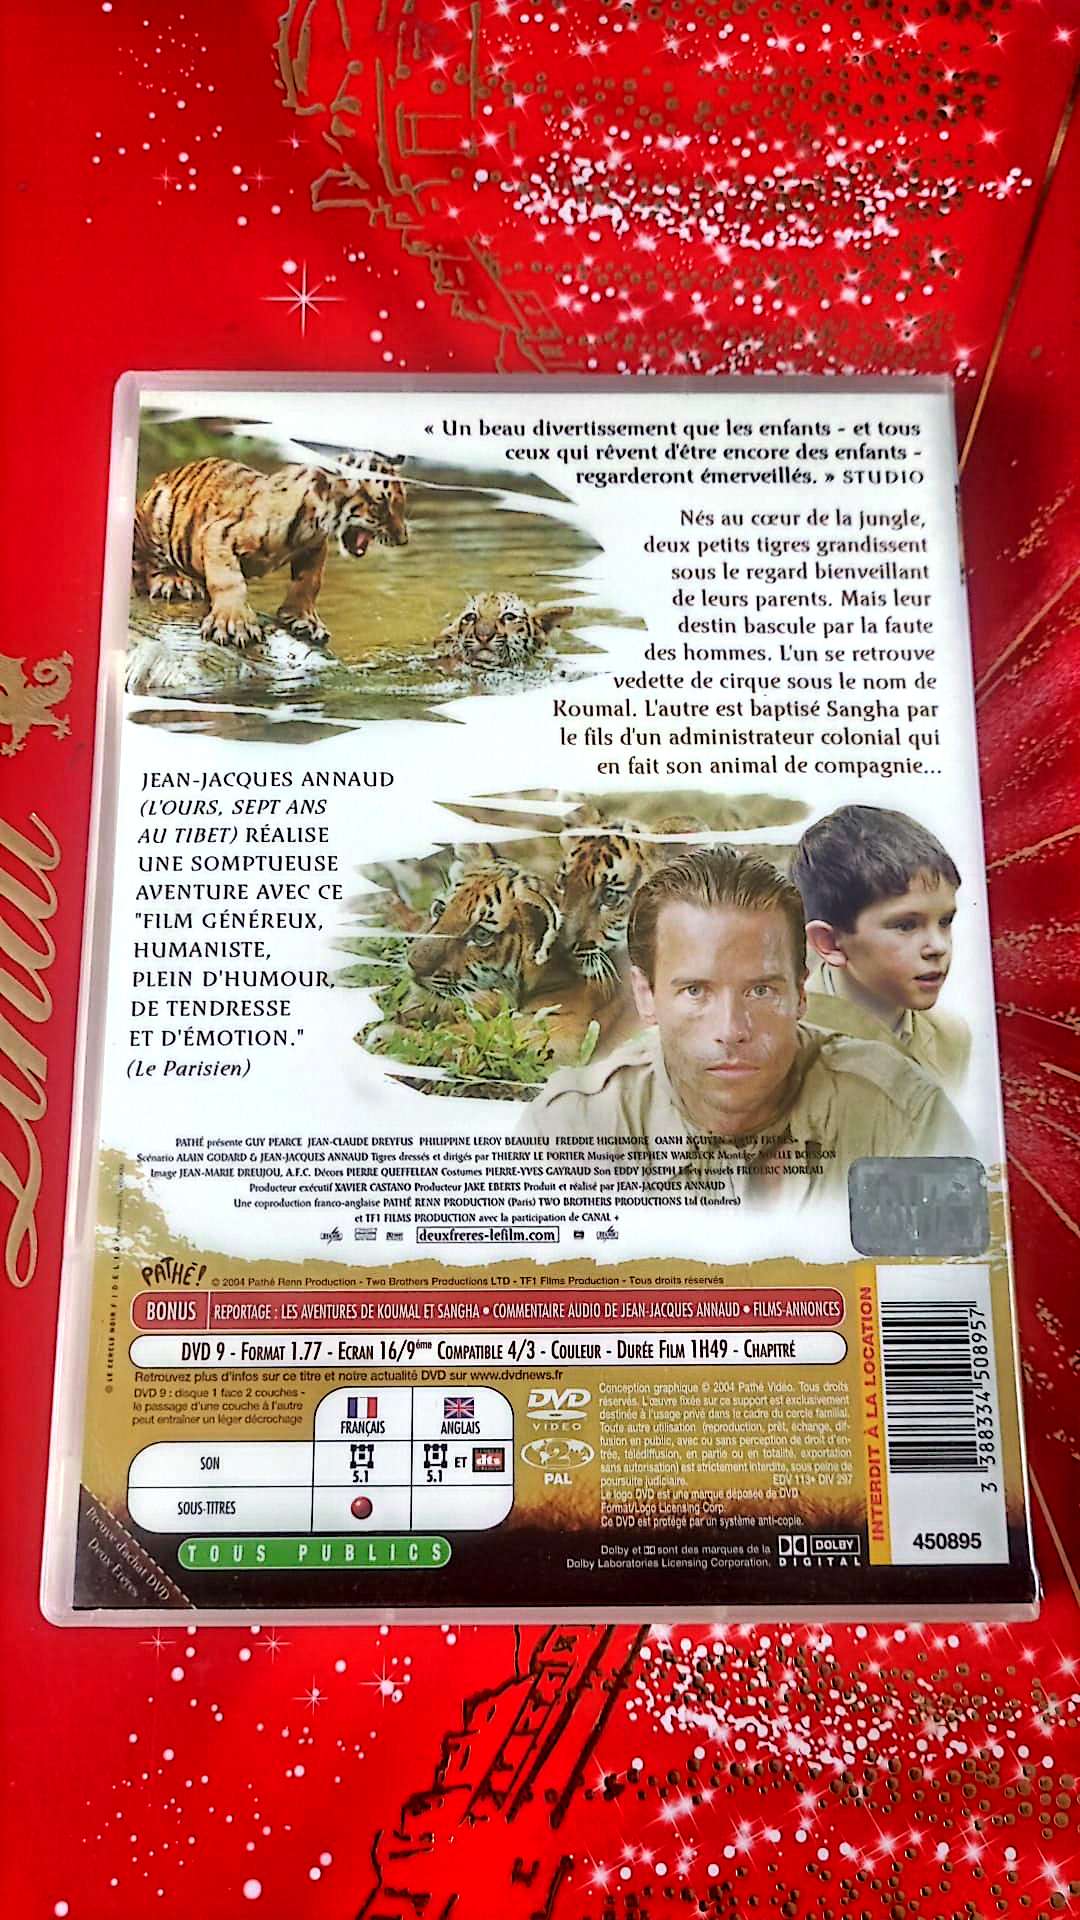 « Un beau divertissement que les enfants - et tous
ceux qui rêvent d'être encore des enfants -
regarderont émerveillés. » STUDIO
Nés au cœur de la jungle,
deux petits tigres grandissent
sous le regard bienveillant
de leurs parents. Mais leur
destin bascule par la faute
des hommes. L'un se retrouve
vedette de cirque sous le nom de
Koumal. L'autre est baptisé Sangha par
le fils d'un administrateur colonial qui
en fait son animal de compagnie...
JEAN-JACQUES ANNAUD
(L'OURS, SEPT ANS
AU TIBET) RÉALISE
UNE SOMPTUEUSE
AVENTURE AVEC CE
"FILM GÉNÉREUX,
HUMANISTE,
PLEIN D'HUMOUR,
DE TENDRESSE
ET D'ÉMOTION."
(Le Parisien)
Lindt
PATHÉ présente GUY PEARCE JEAN-CLAUDE DREYFUS PHILIPPINE LEROY BEAULIEU FREDDIE HIGHMORE OANH NGUYEN «DEUX FRÈRES»
Scénario ALAIN GODARD & JEAN-JACQUES ANNAUD Tigres dressés et dirigés par THIERRY LE PORTIER Musique STEPHEN WARBECK Montage NOËLLE BOISSON
Image JEAN-MARIE DREUJOU, A.F.C. Décors PIERRE QUEFFELEAN Costumes PIERRE-YVES GAYRAUD Son EDDY JOSEPH Effets visuels FRÉDÉRIC MOREAU
Producteur exécutif XAVIER CASTANO Producteur JAKE EBERTS Produit et réalisé par JEAN-JACQUES ANNAUD
Une coproduction franco-anglaise PATHÉ RENN PRODUCTION (Paris) TWO BROTHERS PRODUCTIONS Ltd (Londres)
et TF1 FILMS PRODUCTION avec la participation de CANAL +
deuxfreres-lefilm.com
PATHÉ! © 2004 Pathé Renn Production - Two Brothers Productions LTD - TF1 Films Production - Tous droits réservés
BONUS REPORTAGE : LES AVENTURES DE KOUMAL ET SANGHA • COMMENTAIRE AUDIO DE JEAN-JACQUES ANNAUD • FILMS-ANNONCES
DVD 9 - FORMAT 1.77 - ECRAN 16/9ème COMPATIBLE 4/3 - COULEUR - DURÉE FILM 1H49 - CHAPITRÉ
Retrouvez plus d'infos sur ce titre et notre actualité DVD sur www.dvdnews.fr
DVD 9 : disque 1 face 2 couches -
le passage d'une couche à l'autre
peut entraîner un léger décrochage
FRANÇAIS ANGLAIS
SON 5.1 5.1 ET dts
SOUS-TITRES
TOUS PUBLICS
Preuve d'achat DVD
Deux Frères
DVD
VIDEO
2
PAL
Conception graphique © 2004 Pathé Vidéo. Tous droits
réservés. L'œuvre fixée sur ce support est exclusivement
destinée à l'usage privé dans le cadre du cercle familial.
Toute autre utilisation (reproduction, prêt, échange, dif-
fusion en public, avec ou sans perception de droit d'en-
trée, télédiffusion, en partie ou en totalité, exportation
sans autorisation) est strictement interdite, sous peine de
poursuite judiciaire. EDV 1134 DIV 297
Le logo DVD est une marque déposée de DVD
Format/Logo Licensing Corp.
Ce DVD est protégé par un système anti-copie.
Dolby et sont des marques de la
Dolby Laboratories Licensing Corporation.
DOLBY
DIGITAL
INTERDIT À LA LOCATION
3 388334 508957
450895